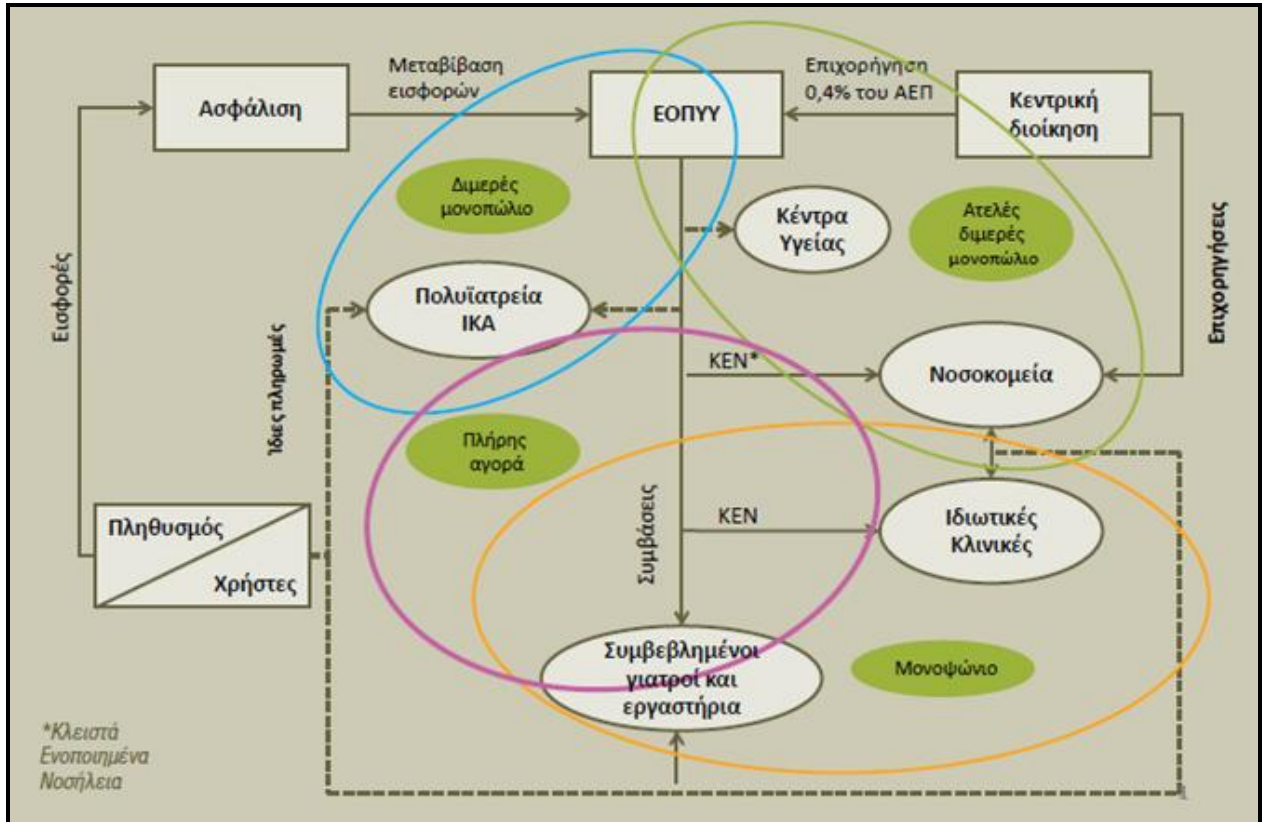 Μεταβίβαση
εισφορών
Επιχορήγηση
0,4% του ΑΕΠ
Ασφάλιση
ΕΟΠΥΥ
Κεντρική
διοίκηση
Διμερές
μονοπώλιο
Κέντρα
Υγείας
Ατελές
διμερές
μονοπώλιο
Εισφορές
Επιχορηγήσεις
Πολυϊατρεία
ΙΚΑ
Ίδιες πληρωμές
ΚΕΝ*
Νοσοκομεία
Πλήρης
αγορά
Πληθυσμός
Χρήστες
Συμβάσεις
ΚΕΝ
Ιδιωτικές
Κλινικές
Συμβεβλημένοι
γιατροί και
εργαστήρια
Μονοψώνιο
*Κλειστά
Ενοποιημένα
Νοσήλεια